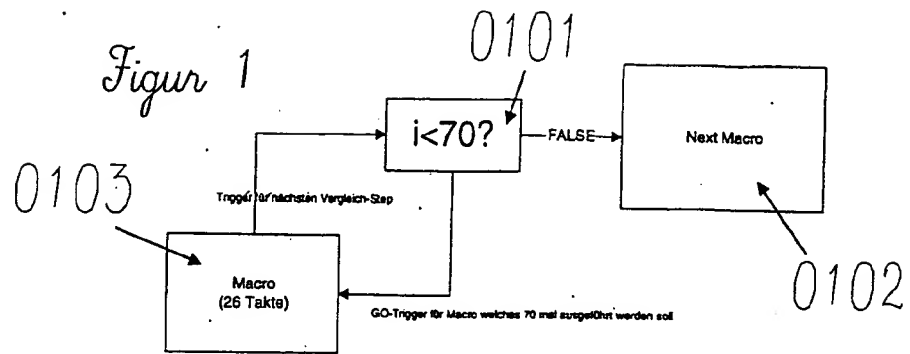 Figur 1
0101
i<70?
FALSE
Next Macro
0103
Trigger für nächsten Vergleich-Step
Macro
(26 Takte)
0102
GO-Trigger für Macro welches 70 mal ausgeführt werden soll